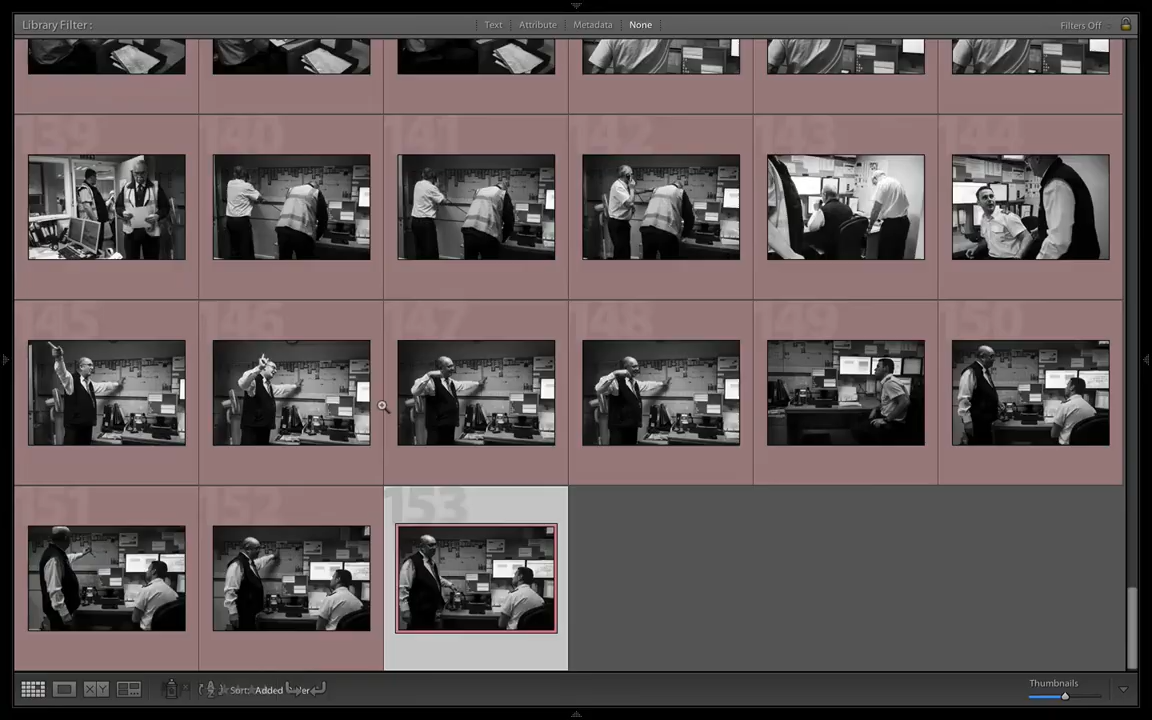 Library Filter :
Text
Attribute
Metadata
None
Filters Off
139
140
141
142
143
144
145
146
147
148
149
150
151
152
153
Sort: Added
Thumbnails